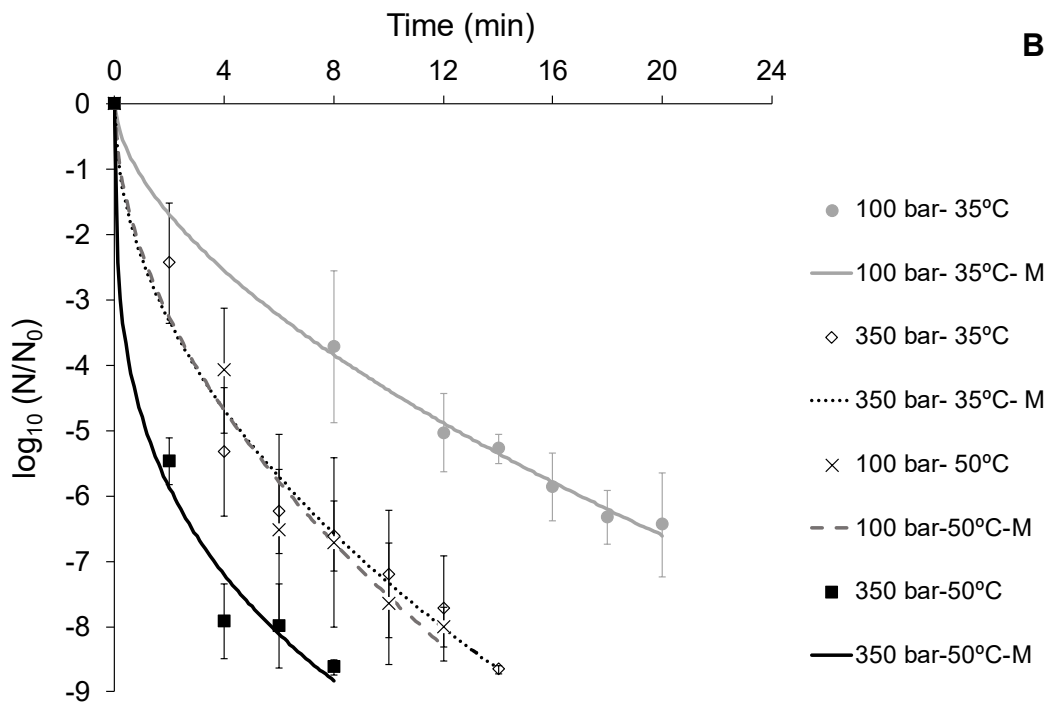 Time (min)
B
0 4 8 12 16 20 24
0
-1
-2
-3
-4
-5
-6
-7
-8
-9
log₁₀ (N/N₀)
100 bar- 35ºC
100 bar- 35ºC- M
350 bar- 35ºC
350 bar- 35ºC- M
100 bar- 50ºC
100 bar-50ºC-M
350 bar-50ºC
350 bar-50ºC-M